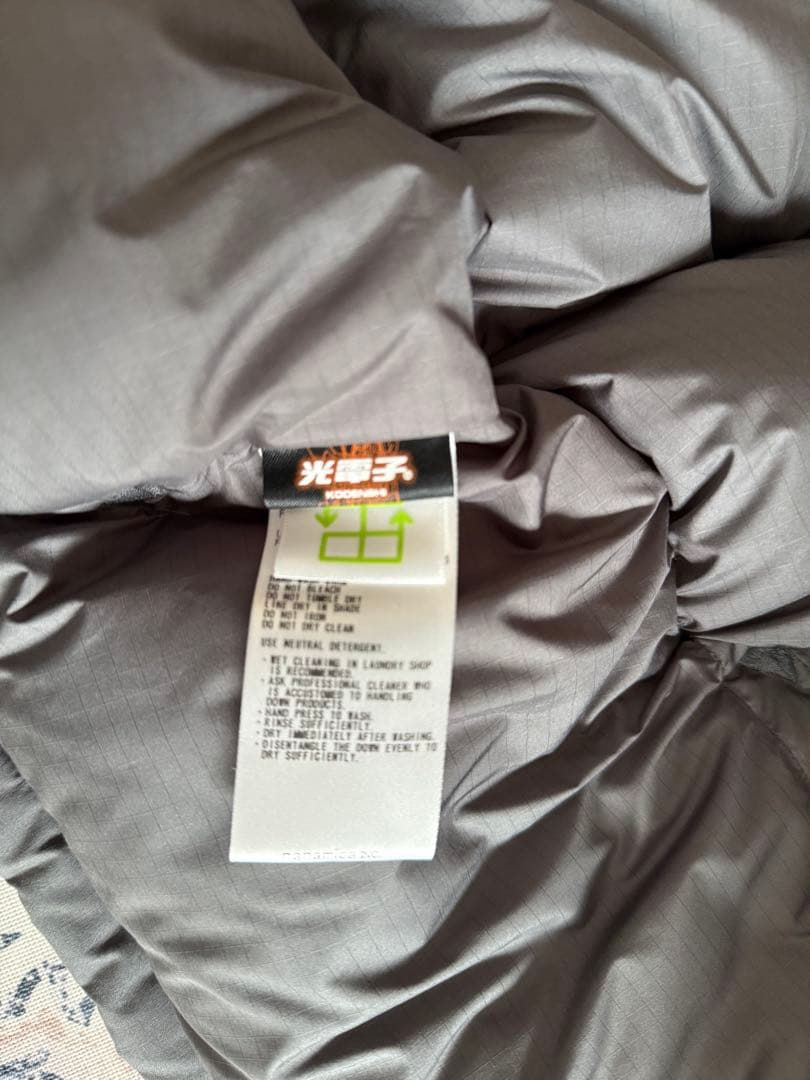 光電子
KODENSHI
DO NOT BLEACH
DO NOT TUMBLE DRY
LINE DRY IN SHADE
DO NOT IRON
DO NOT DRY CLEAN
USE NEUTRAL DETERGENT.
・WET CLEANING IN LAUNDRY SHOP
IS RECOMMENDED.
・ASK PROFESSIONAL CLEANER WHO
IS ACCUSTOMED TO HANDLING
DOWN PRODUCTS.
・HAND PRESS TO WASH.
・RINSE SUFFICIENTLY.
・DRY IMMEDIATELY AFTER WASHING.
・DISENTANGLE THE DOWN EVENLY TO
DRY SUFFICIENTLY.